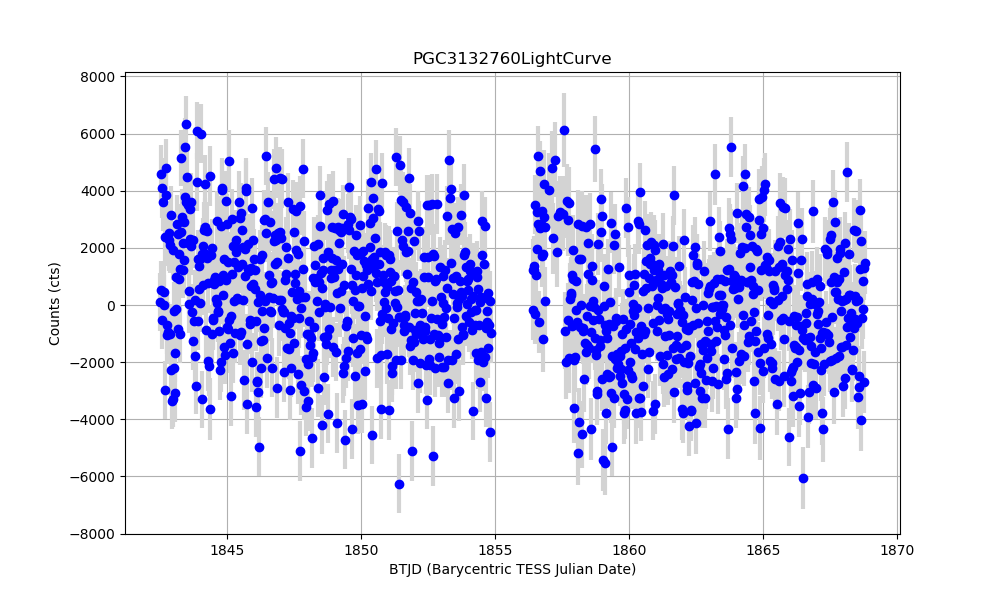 PGC3132760LightCurve
8000
6000
4000
2000
0
−2000
−4000
−6000
−8000
Counts (cts)
1845 1850 1855 1860 1865 1870
BTJD (Barycentric TESS Julian Date)